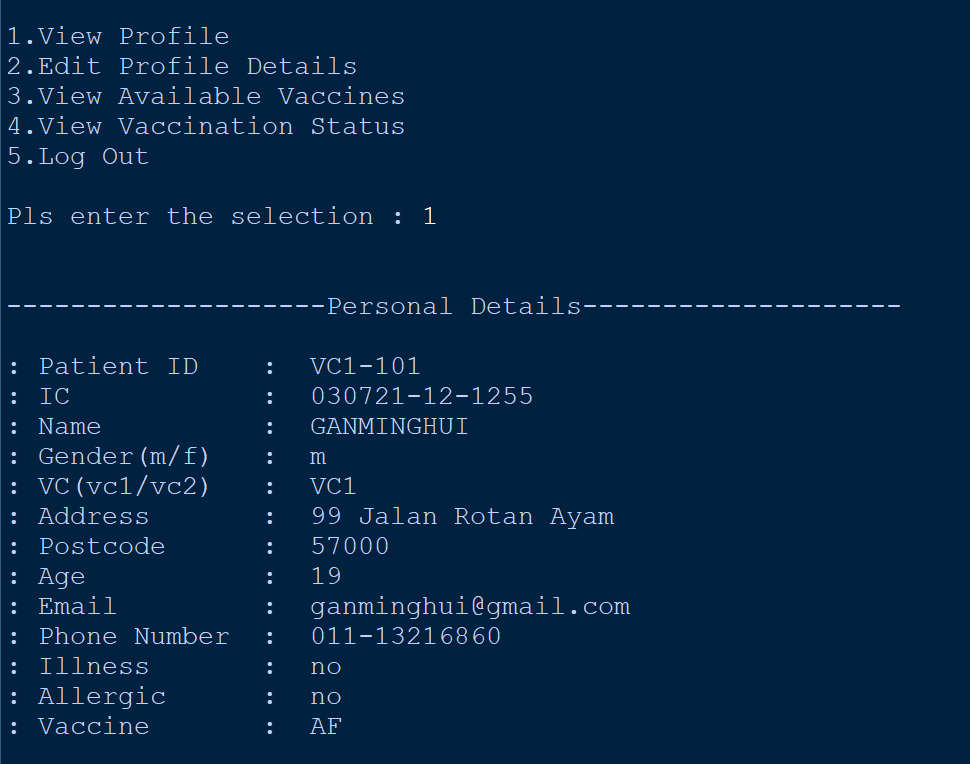 1.View Profile
2.Edit Profile Details
3.View Available Vaccines
4.View Vaccination Status
5.Log Out
Pls enter the selection : 1
--------------------Personal Details--------------------
: Patient ID    :  VC1-101
: IC            :  030721-12-1255
: Name          :  GANMINGHUI
: Gender(m/f)   :  m
: VC(vc1/vc2)   :  VC1
: Address       :  99 Jalan Rotan Ayam
: Postcode      :  57000
: Age           :  19
: Email         :  ganminghui@gmail.com
: Phone Number  :  011-13216860
: Illness       :  no
: Allergic      :  no
: Vaccine       :  AF